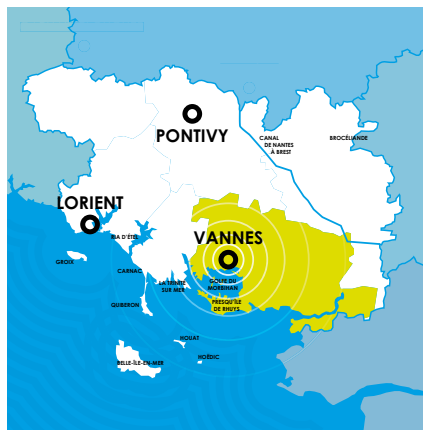 PONTIVY
CANAL
DE NANTES
À BREST
BROCÉLIANDE
LORIENT
RIA D'ÉTEL
VANNES
GROIX
CARNAC
LA TRINITÉ
SUR MER
GOLFE DU
MORBIHAN
QUIBERON
PRESQU'ÎLE
DE RHUYS
HOUAT
HOËDIC
BELLE-ÎLE-EN-MER